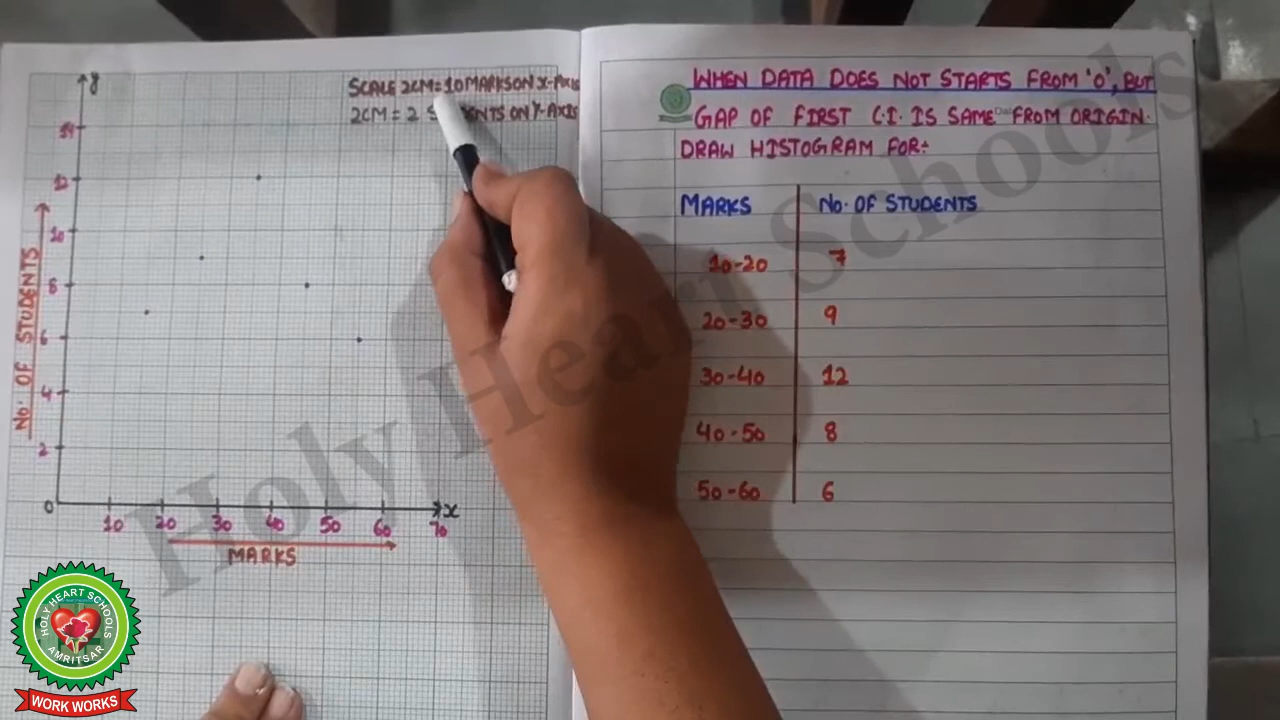 y
SCALE 2CM=10 MARKS ON X-AXIS
2CM = 2 STUDENTS ON Y-AXIS
14
12
10
8
6
4
2
0
NO. OF STUDENTS
10 20 30 40 50 60 70
x
MARKS
WHEN DATA DOES NOT STARTS FROM '0', BUT
GAP OF FIRST C.I. IS SAME FROM ORIGIN.
DRAW HISTOGRAM FOR:-
MARKS NO. OF STUDENTS
10-20 7
20-30 9
30-40 12
40-50 8
50-60 6
Holy Heart Schools
HOLY HEART SCHOOLS
AMRITSAR
WORK WORKS